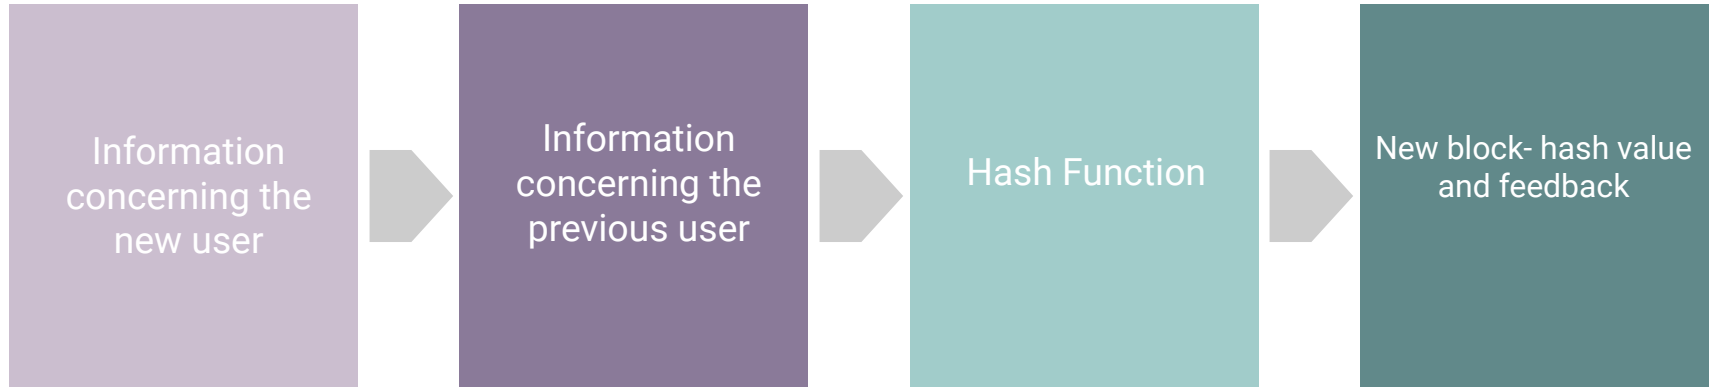 Information
concerning the
new user
Information
concerning the
previous user
Hash Function
New block- hash value
and feedback